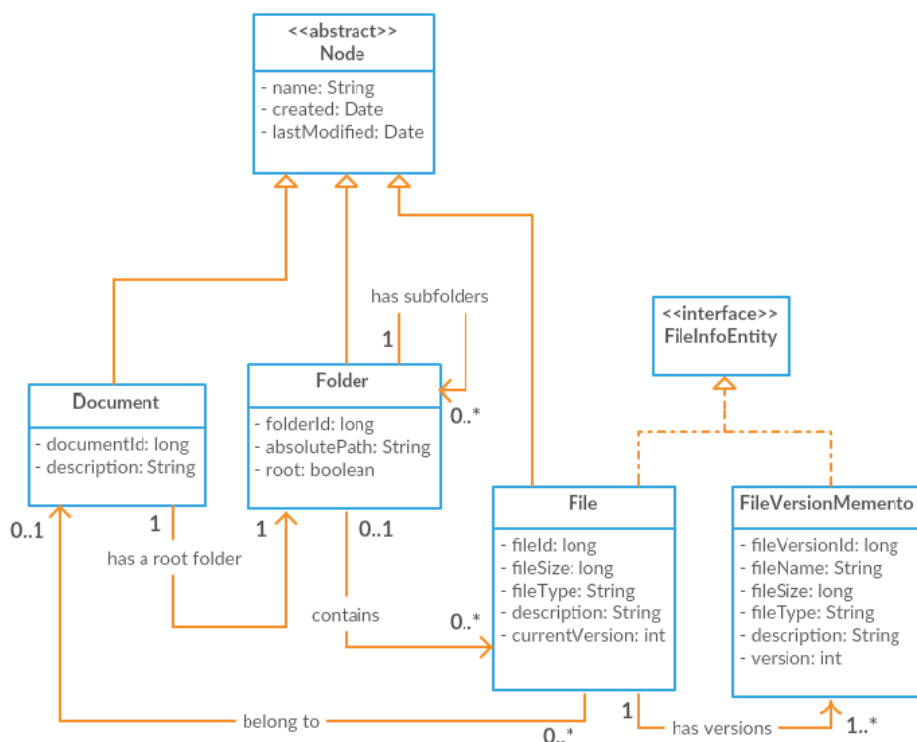 <<abstract>>
Node
- name: String
- created: Date
- lastModified: Date
has subfolders
1
0..*
<<interface>>
FileInfoEntity
Document
- documentId: long
- description: String
Folder
- folderId: long
- absolutePath: String
- root: boolean
0..1
1
has a root folder
1
0..1
contains
0..*
File
- fileId: long
- fileSize: long
- fileType: String
- description: String
- currentVersion: int
FileVersionMemento
- fileVersionId: long
- fileName: String
- fileSize: long
- fileType: String
- description: String
- version: int
belong to
0..*
1
has versions
1..*